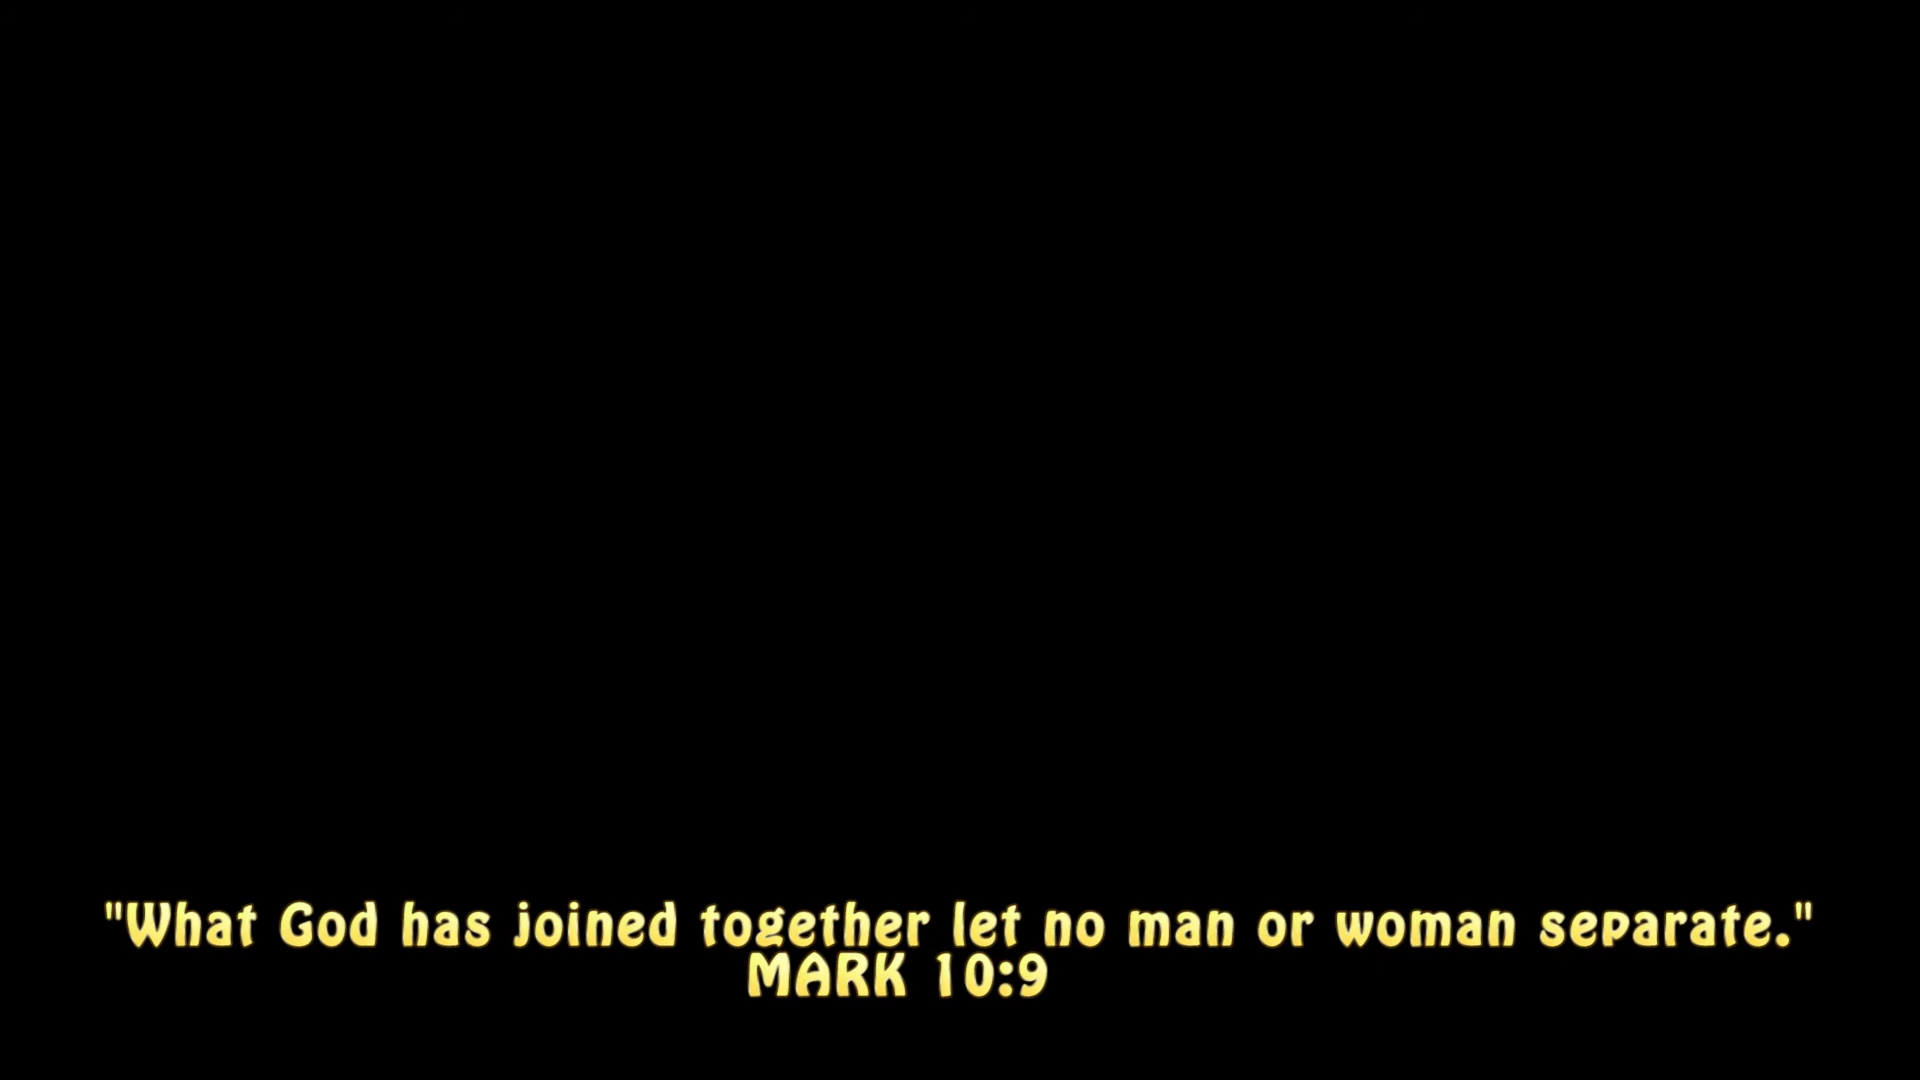 "What God has joined together let no man or woman separate."
MARK 10:9